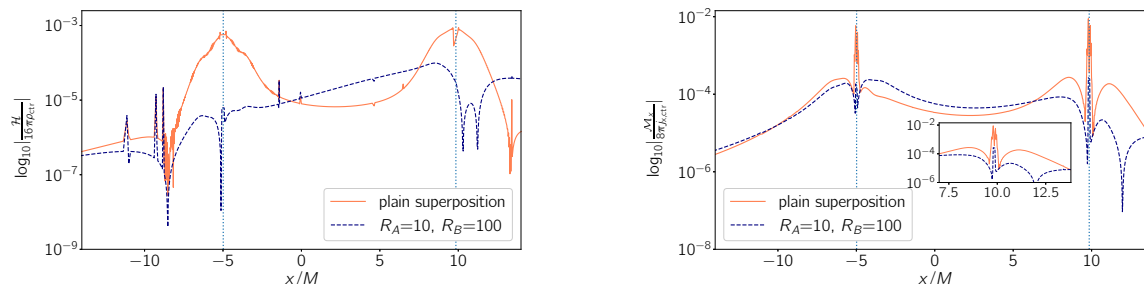 10⁻³
10⁻⁵
10⁻⁷
10⁻⁹
log₁₀|ℋ/16πρ_ctr|
plain superposition
R_A=10, R_B=100
−10 −5 0 5 10
x/M
10⁻²
10⁻⁴
10⁻⁶
10⁻⁸
log₁₀|ℳₓ/8πj_x,ctr|
10⁻²
10⁻⁴
10⁻⁶
7.5 10.0 12.5
plain superposition
R_A=10, R_B=100
−10 −5 0 5 10
x/M